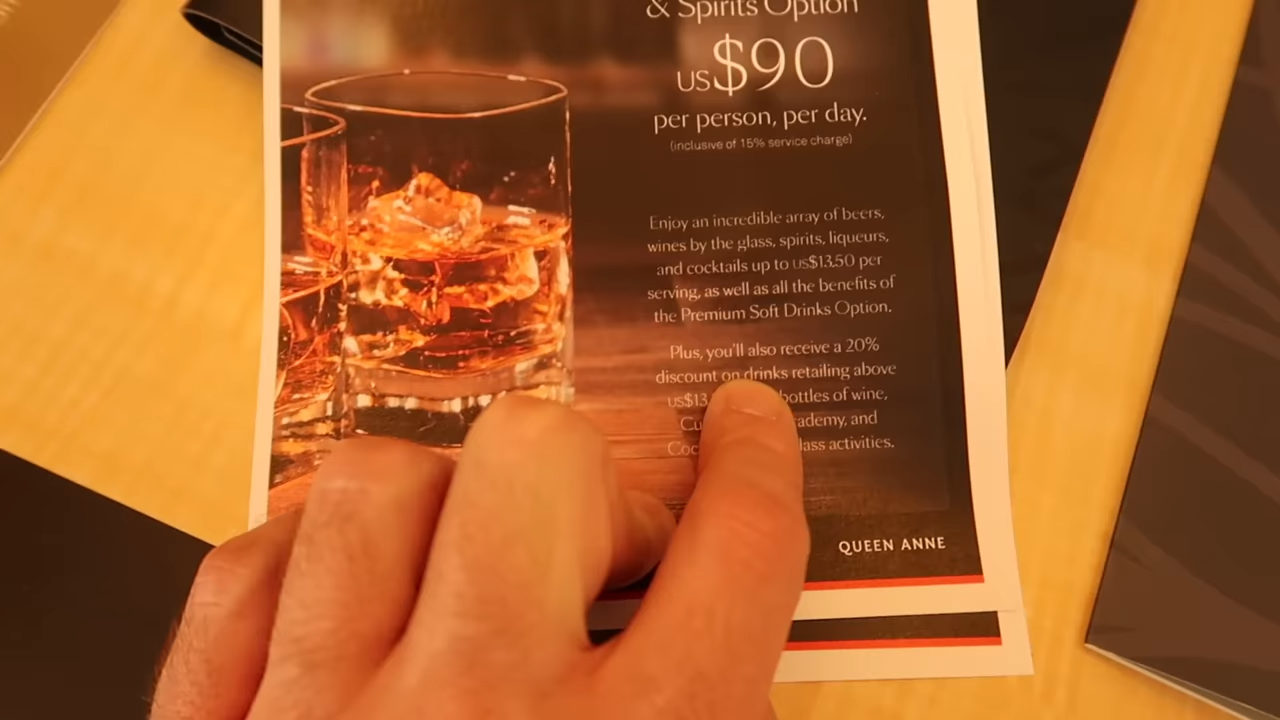 & Spirits Option
US$90
per person, per day.
(inclusive of 15% service charge)
Enjoy an incredible array of beers,
wines by the glass, spirits, liqueurs,
and cocktails up to US$13.50 per
serving, as well as all the benefits of
the Premium Soft Drinks Option.
Plus, you'll also receive a 20%
discount on drinks retailing above
US$13. bottles of wine,
and
activities.
QUEEN ANNE